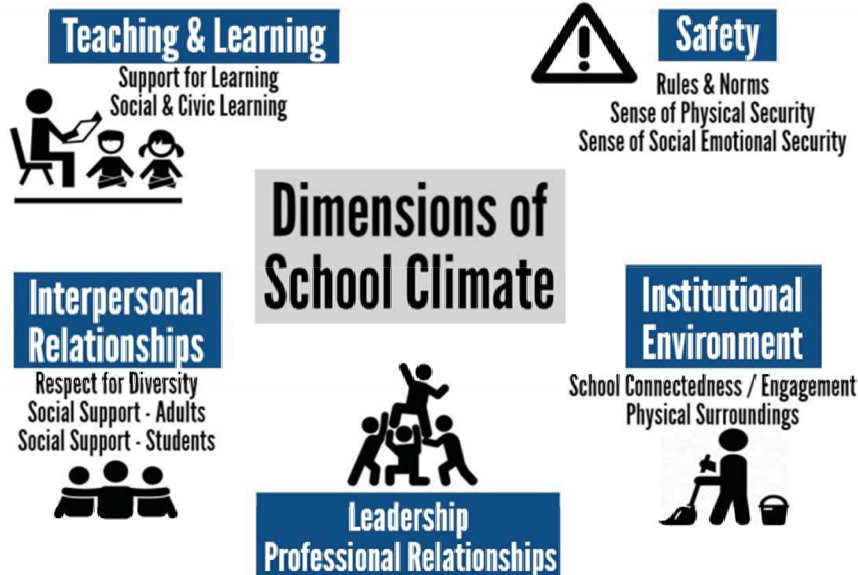 Teaching & Learning
Support for Learning
Social & Civic Learning
Safety
Rules & Norms
Sense of Physical Security
Sense of Social Emotional Security
Dimensions of
School Climate
Interpersonal
Relationships
Respect for Diversity
Social Support - Adults
Social Support - Students
Institutional
Environment
School Connectedness / Engagement
Physical Surroundings
Leadership
Professional Relationships